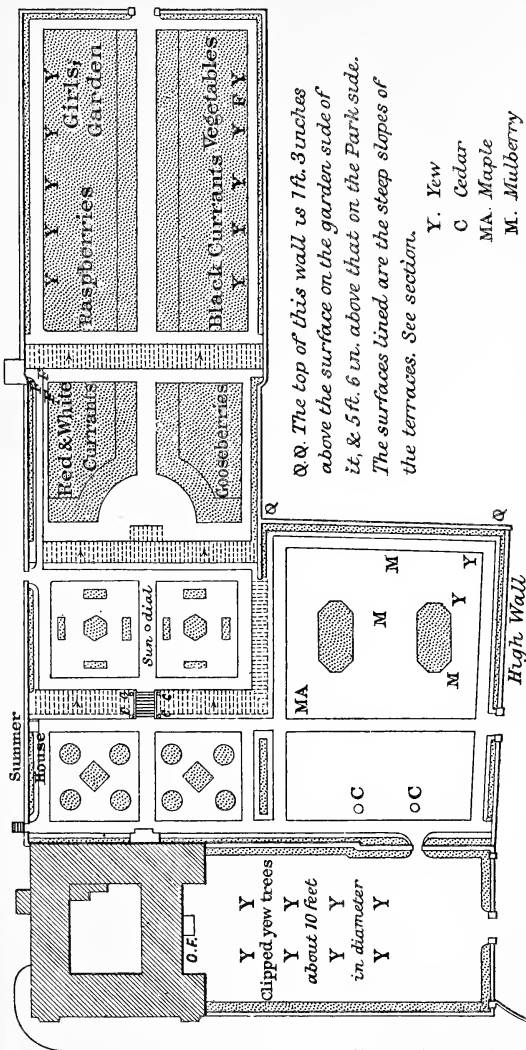 Summer
House
Sun dial
Red & White
Currants
Gooseberries
F
F
F
Y Y Y Y Y
Raspberries
Girls,
Garden
Black Currants Vegetables
Y Y Y Y F Y
O.F.
Y Y
Clipped yew trees
Y Y
about 10 feet
Y Y
in diameter
Y Y
C
C
MA
M
M
M
Y
Y
Q
Q
High Wall
Q.Q. The top of this wall is 1 ft. 3 inches
above the surface on the garden side of
it, & 5 ft. 6 in. above that on the Park side.
The surfaces lined are the steep slopes of
the terraces. See section.
Y. Yew
C Cedar
MA. Maple
M. Mulberry